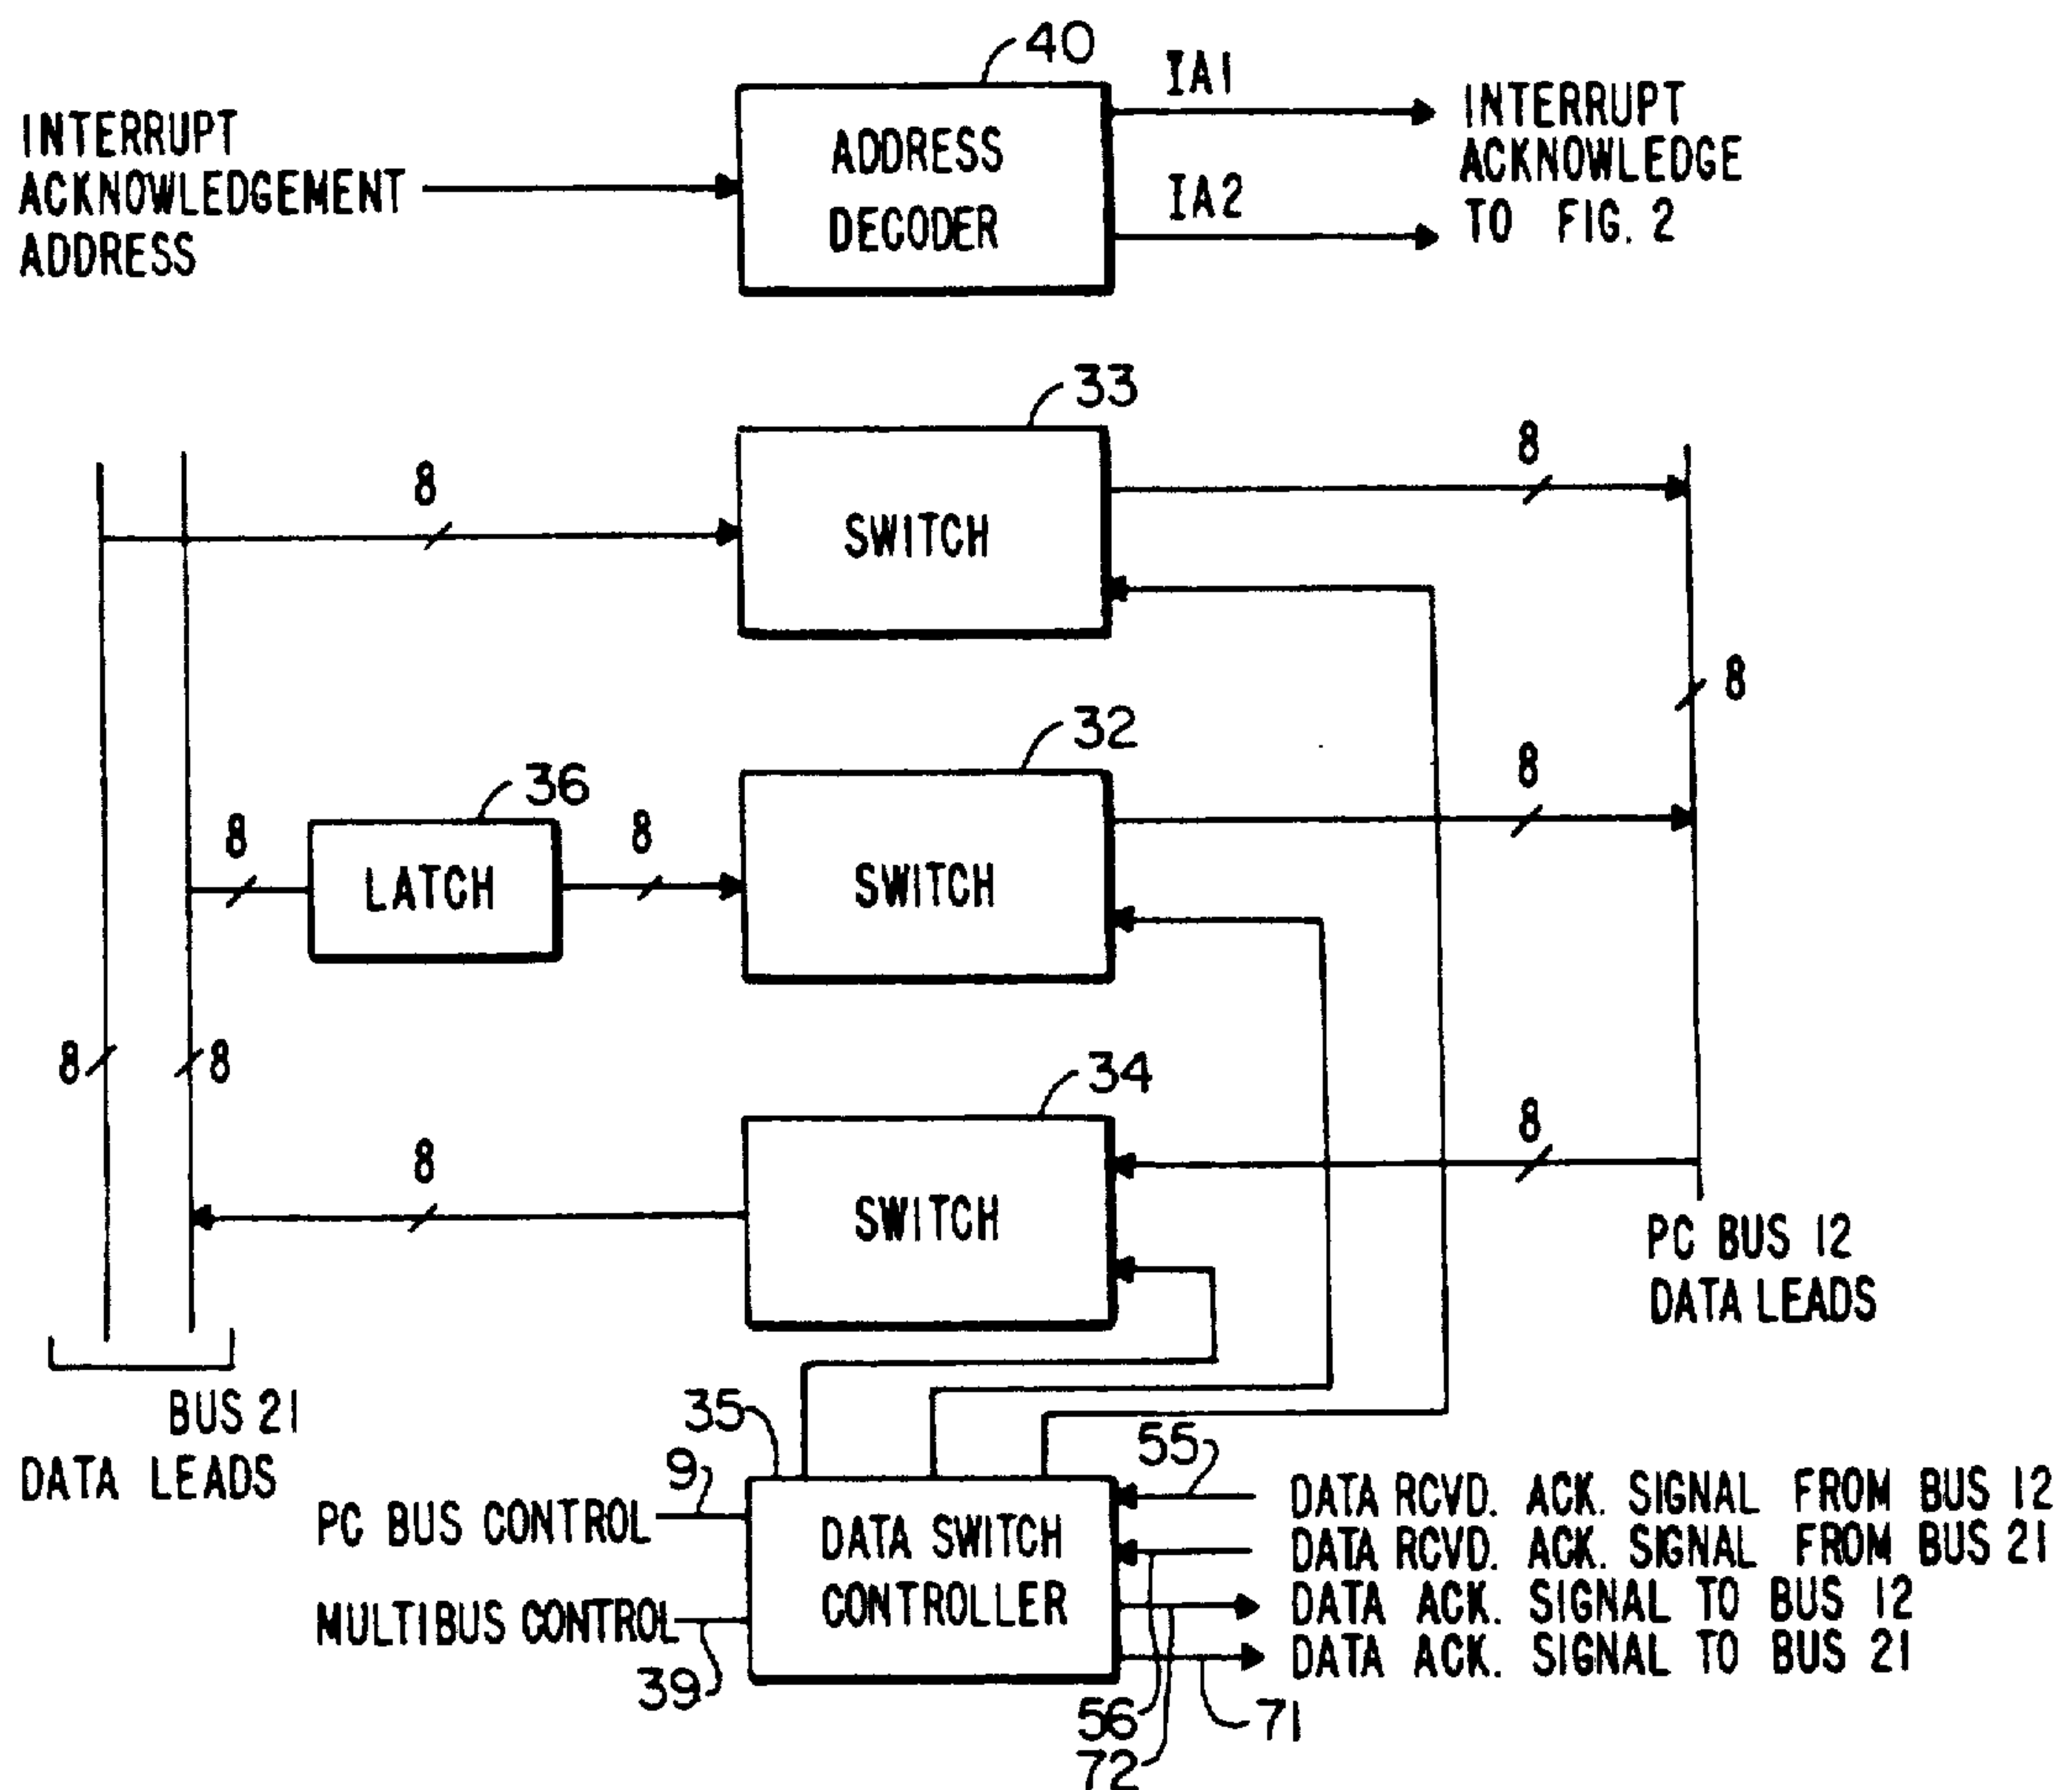 40
IA1
INTERRUPT
ACKNOWLEDGEMENT
ADDRESS
ADDRESS
DECODER
IA2
INTERRUPT
ACKNOWLEDGE
TO FIG. 2
33
8
SWITCH
8
8
32
36
8
LATCH
8
SWITCH
8
34
8
8
8
SWITCH
8
PC BUS 12
DATA LEADS
BUS 21
DATA LEADS
35
9
PC BUS CONTROL
MULTIBUS CONTROL
39
DATA SWITCH
CONTROLLER
55
DATA RCVD. ACK. SIGNAL FROM BUS 12
DATA RCVD. ACK. SIGNAL FROM BUS 21
DATA ACK. SIGNAL TO BUS 12
DATA ACK. SIGNAL TO BUS 21
56
72
71